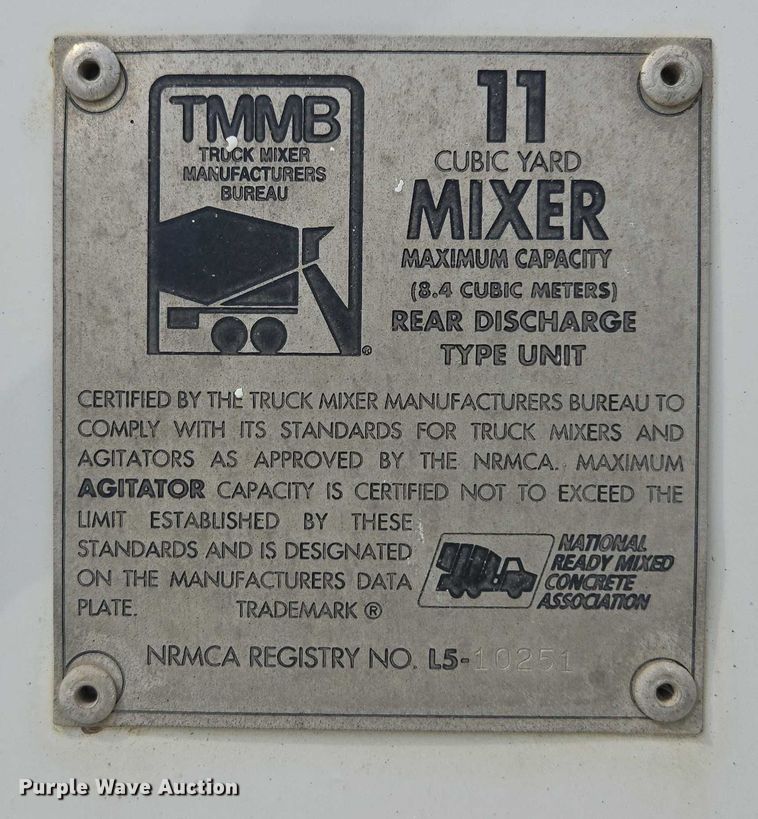 TMMB
TRUCK MIXER
MANUFACTURERS
BUREAU
®
11
CUBIC YARD
MIXER
MAXIMUM CAPACITY
(8.4 CUBIC METERS)
REAR DISCHARGE
TYPE UNIT
CERTIFIED BY THE TRUCK MIXER MANUFACTURERS BUREAU TO
COMPLY WITH ITS STANDARDS FOR TRUCK MIXERS AND
AGITATORS AS APPROVED BY THE NRMCA. MAXIMUM
AGITATOR CAPACITY IS CERTIFIED NOT TO EXCEED THE
LIMIT ESTABLISHED BY THESE
STANDARDS AND IS DESIGNATED
ON THE MANUFACTURERS DATA
PLATE. TRADEMARK ®
NATIONAL
READY MIXED
CONCRETE
ASSOCIATION
NRMCA REGISTRY NO. L5-10251
Purple Wave Auction